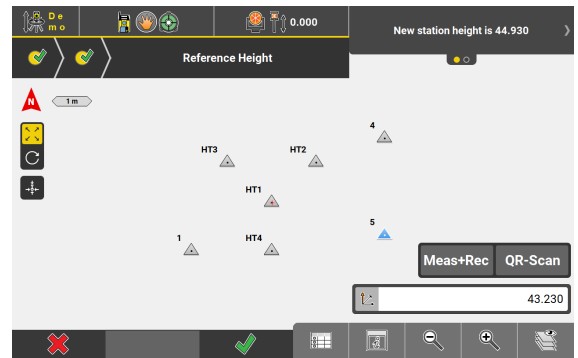 De
mo
0.000
New station height is 44.930
Reference Height
N
1 m
4
HT3
HT2
HT1
5
1
HT4
Meas+Rec
QR-Scan
43.230